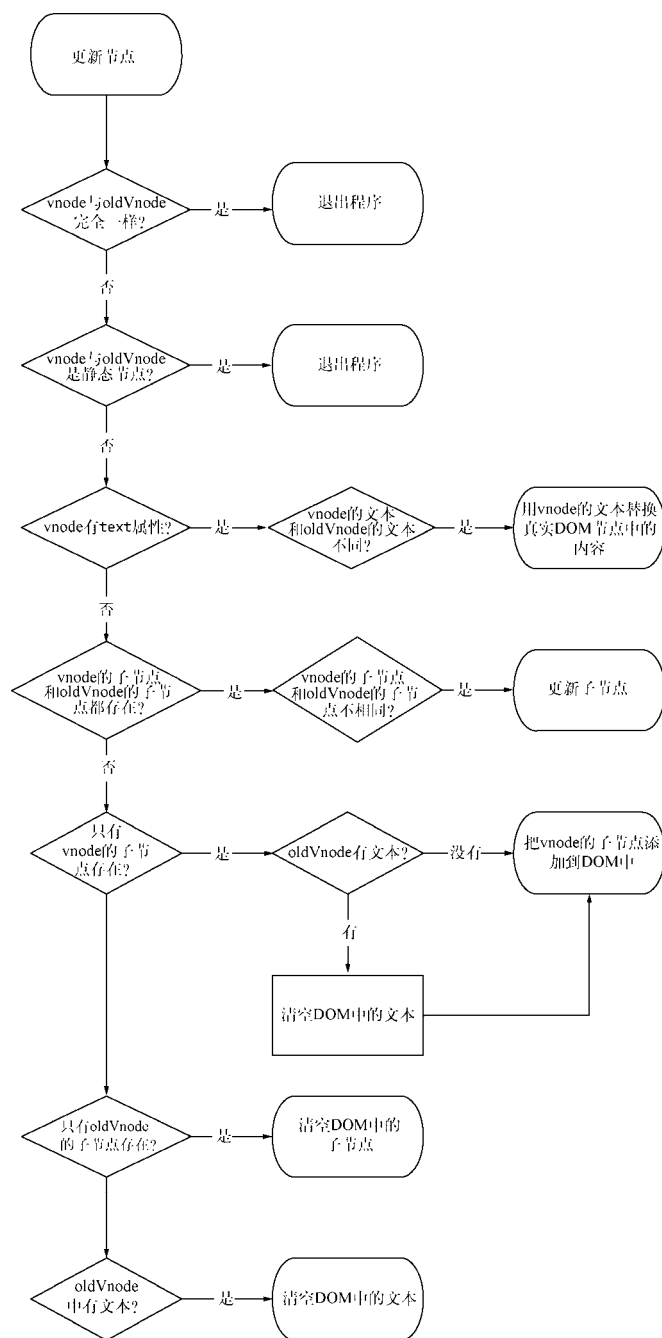 更新节点
vnode与oldVnode
完全一样?
是
退出程序
否
vnode与oldVnode
是静态节点?
是
退出程序
否
vnode有text属性?
是
vnode的文本
和oldVnode的文本
不同?
是
用vnode的文本替换
真实DOM节点中的
内容
否
vnode的子节点
和oldVnode的子节
点都存在?
是
vnode的子节点
和oldVnode的子节
点不相同?
是
更新子节点
否
只有
vnode的子节
点存在?
是
oldVnode有文本?
没有
把vnode的子节点添
加到DOM中
有
清空DOM中的文本
只有oldVnode
的子节点存在?
是
清空DOM中的
子节点
oldVnode
中有文本?
是
清空DOM中的文本